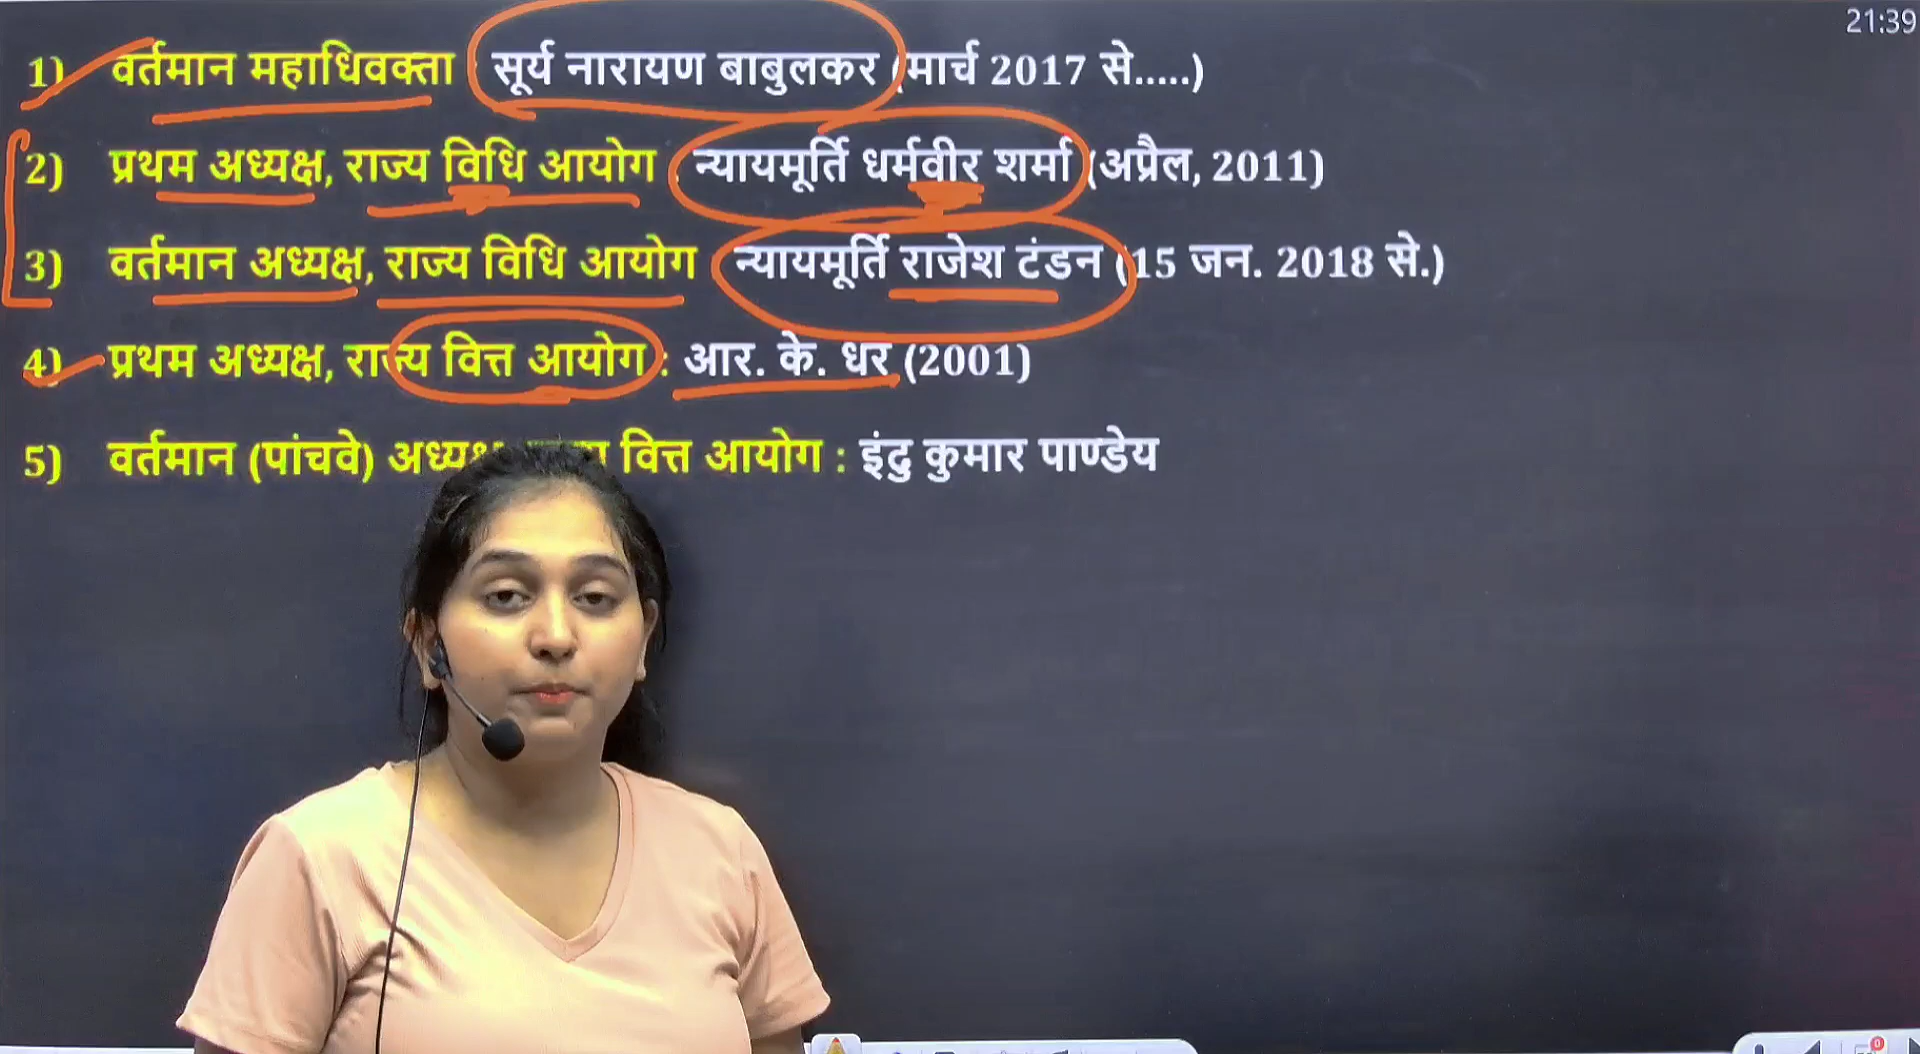 21:39
1) वर्तमान महाधिवक्ता : सूर्य नारायण बाबुलकर (मार्च 2017 से.....)
2) प्रथम अध्यक्ष, राज्य विधि आयोग : न्यायमूर्ति धर्मवीर शर्मा (अप्रैल, 2011)
3) वर्तमान अध्यक्ष, राज्य विधि आयोग न्यायमूर्ति राजेश टंडन (15 जन. 2018 से.)
4) प्रथम अध्यक्ष, राज्य वित्त आयोग : आर. के. धर (2001)
5) वर्तमान (पांचवे) वित्त आयोग : इंदु कुमार पाण्डेय